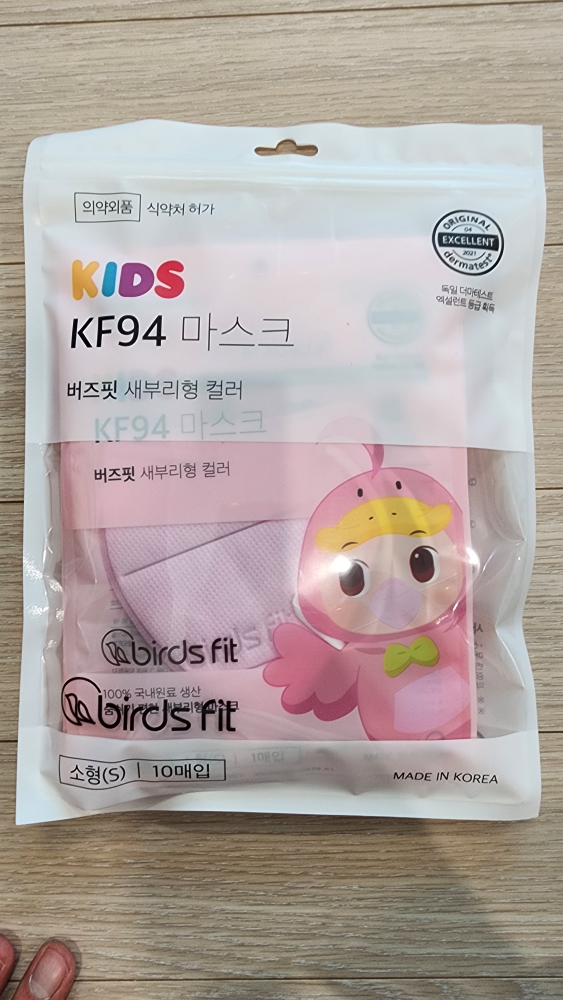 의약외품 식약처 허가
ORIGINAL
04
EXCELLENT
2021
dermatest®
독일 더마테스트
엑설런트 등급 획득
KIDS
KF94 마스크
버즈핏 새부리형 컬러
KF94 마스크
버즈핏 새부리형 컬러
birds fit
100% 국내원료 생산
birds fit
소형(S) | 10매입
MADE IN KOREA